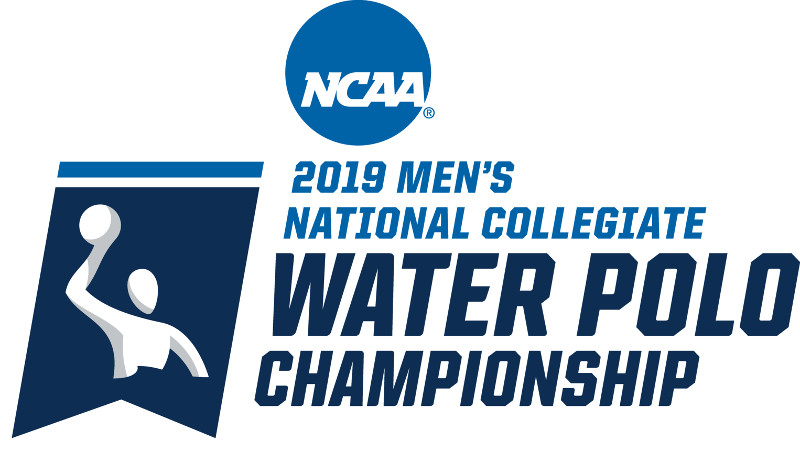 NCAA®
2019 MEN'S
NATIONAL COLLEGIATE
WATER POLO
CHAMPIONSHIP